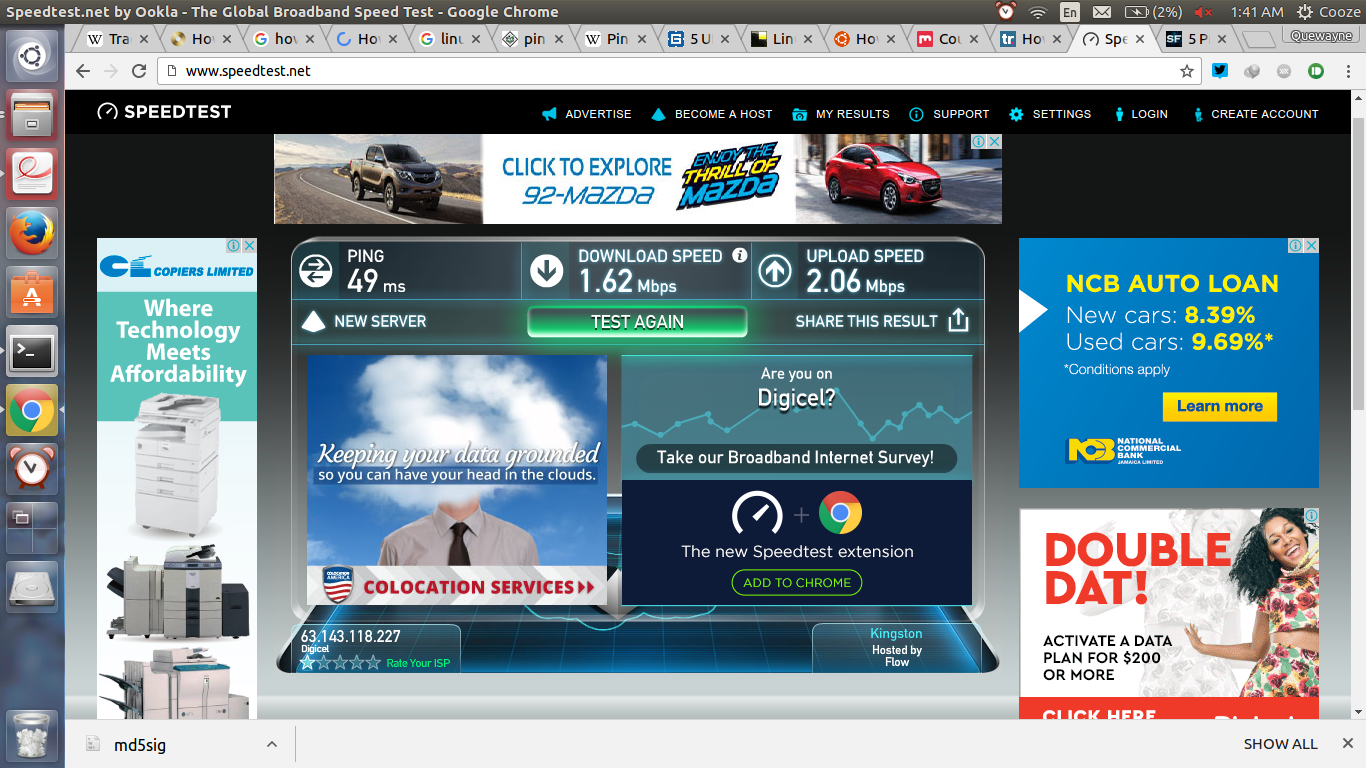 Speedtest.net by Ookla - The Global Broadband Speed Test - Google Chrome
En
(2%)
1:41 AM
Cooze
Tra
Ho
how
Ho
linu
pin
Pin
5 U
Lin
Ho
Cou
Ho
Spe
5 P
Quewayne
www.speedtest.net
SPEEDTEST
ADVERTISE
BECOME A HOST
MY RESULTS
SUPPORT
SETTINGS
LOGIN
CREATE ACCOUNT
CLICK TO EXPLORE
92-MAZDA
ENJOY THE
THRILL OF
MAZDA
COPIERS LIMITED
Where
Technology
Meets
Affordability
PING
49 ms
DOWNLOAD SPEED
1.62 Mbps
UPLOAD SPEED
2.06 Mbps
NEW SERVER
TEST AGAIN
SHARE THIS RESULT
Keeping your data grounded
so you can have your head in the clouds.
COLOCATION
AMERICA
COLOCATION SERVICES
Are you on
Digicel?
Take our Broadband Internet Survey!
+
The new Speedtest extension
ADD TO CHROME
63.143.118.227
Digicel
Rate Your ISP
Kingston
Hosted by
Flow
NCB AUTO LOAN
New cars: 8.39%
Used cars: 9.69%*
*Conditions apply
Learn more
NCB
NATIONAL
COMMERCIAL
BANK
JAMAICA LIMITED
DOUBLE
DAT!
ACTIVATE A DATA
PLAN FOR $200
OR MORE
CLICK HERE
md5sig
SHOW ALL